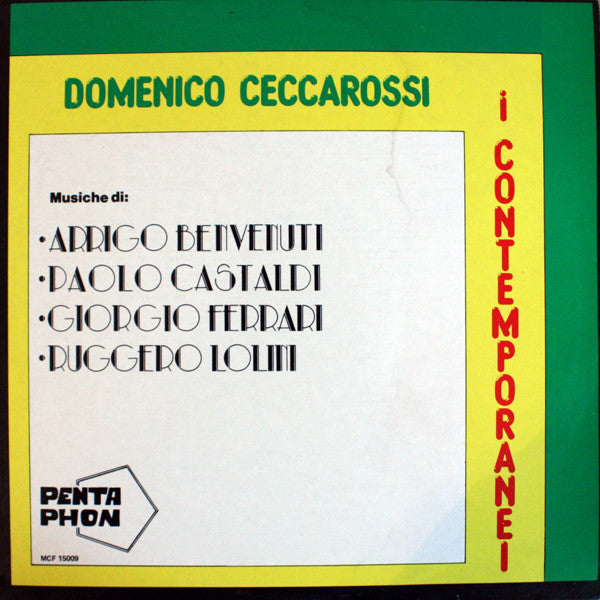 DOMENICO CECCAROSSI
i CONTEMPORANEI
Musiche di:
·ARRIGO BENVENUTI
·PAOLO CASTALDI
·GIORGIO FERRARI
·RUGGERO LOLINI
PENTA
PHON
MCF 15009